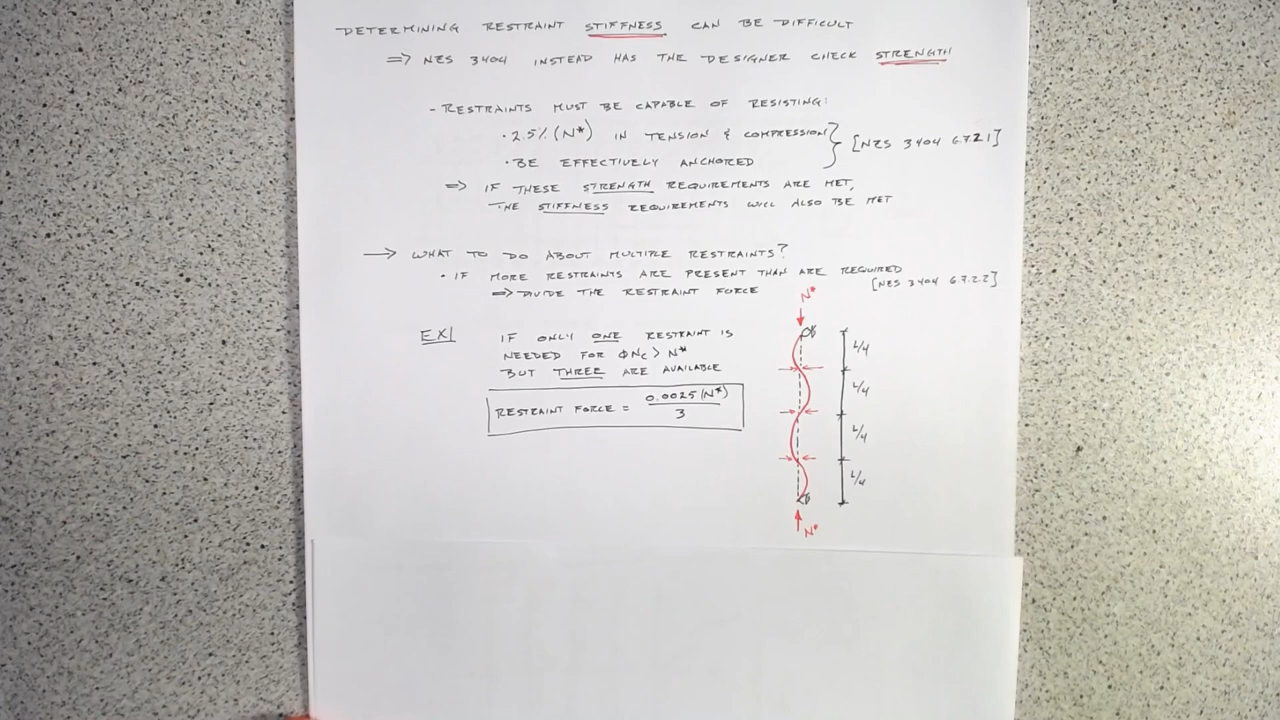 DETERMINING RESTRAINT STIFFNESS CAN BE DIFFICULT
⇒ NZS 3404 INSTEAD HAS THE DESIGNER CHECK STRENGTH
- RESTRAINTS MUST BE CAPABLE OF RESISTING:
• 2.5% (N*) IN TENSION & COMPRESSION
• BE EFFECTIVELY ANCHORED
[NZS 3404 6.7.2.1]
⇒ IF THESE STRENGTH REQUIREMENTS ARE MET,
THE STIFFNESS REQUIREMENTS WILL ALSO BE MET
→ WHAT TO DO ABOUT MULTIPLE RESTRAINTS?
• IF MORE RESTRAINTS ARE PRESENT THAN ARE REQUIRED
[NZS 3404 6.7.2.2]
⇒ DIVIDE THE RESTRAINT FORCE
EX1 IF ONLY ONE RESTRAINT IS
NEEDED FOR ΦNc > N*
BUT THREE ARE AVAILABLE
RESTRAINT FORCE = 0.0025 (N*) / 3
N*
L/4
L/4
L/4
L/4
N*